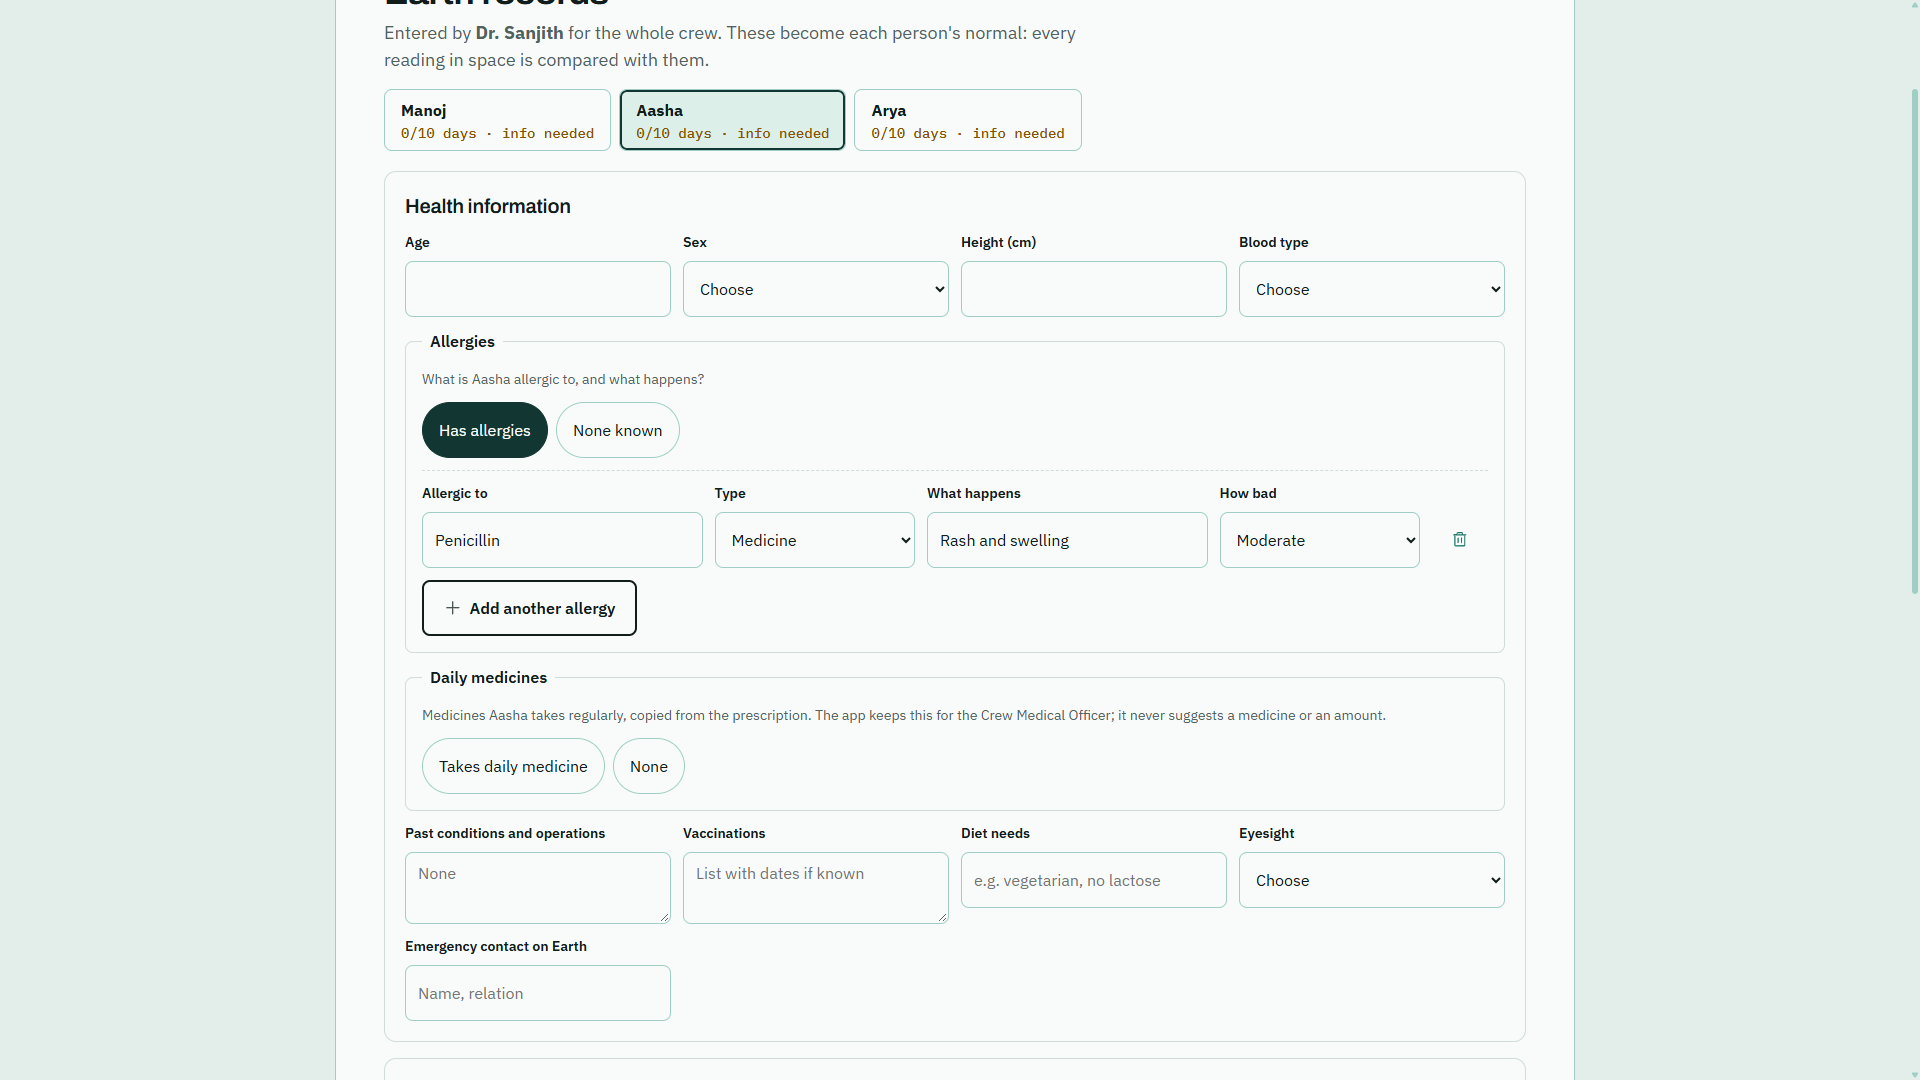 Earth records
Entered by Dr. Sanjith for the whole crew. These become each person's normal: every
reading in space is compared with them.
Manoj
0/10 days · info needed
Aasha
0/10 days · info needed
Arya
0/10 days · info needed
Health information
Age
Sex
Height (cm)
Blood type
Choose
Choose
Allergies
What is Aasha allergic to, and what happens?
Has allergies
None known
Allergic to
Type
What happens
How bad
Penicillin
Medicine
Rash and swelling
Moderate
Add another allergy
Daily medicines
Medicines Aasha takes regularly, copied from the prescription. The app keeps this for the Crew Medical Officer; it never suggests a medicine or an amount.
Takes daily medicine
None
Past conditions and operations
Vaccinations
Diet needs
Eyesight
None
List with dates if known
e.g. vegetarian, no lactose
Choose
Emergency contact on Earth
Name, relation